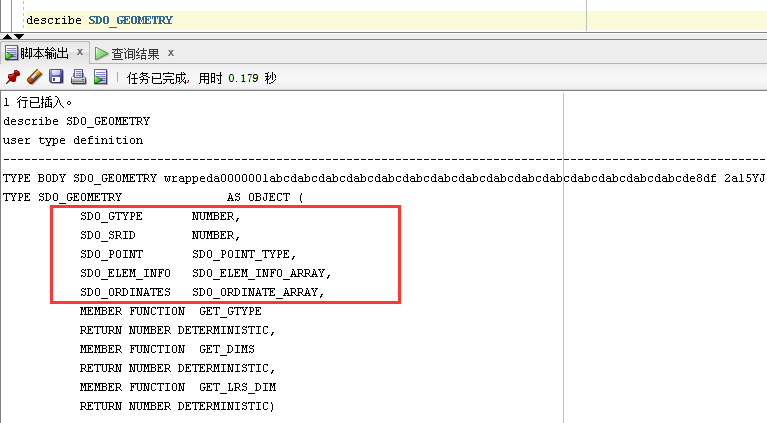 describe SDO_GEOMETRY
脚本输出 x 查询结果 x
任务已完成, 用时 0.179 秒
1 行已插入。
describe SDO_GEOMETRY
user type definition
--------------------------------------------------------------------------------
TYPE BODY SDO_GEOMETRY wrappeda0000001abcdabcdabcdabcdabcdabcdabcdabcdabcdabcdabcdabcdabcdabcdabcde8df 2a15YJ
TYPE SDO_GEOMETRY AS OBJECT (
SDO_GTYPE NUMBER,
SDO_SRID NUMBER,
SDO_POINT SDO_POINT_TYPE,
SDO_ELEM_INFO SDO_ELEM_INFO_ARRAY,
SDO_ORDINATES SDO_ORDINATE_ARRAY,
MEMBER FUNCTION GET_GTYPE
RETURN NUMBER DETERMINISTIC,
MEMBER FUNCTION GET_DIMS
RETURN NUMBER DETERMINISTIC,
MEMBER FUNCTION GET_LRS_DIM
RETURN NUMBER DETERMINISTIC)